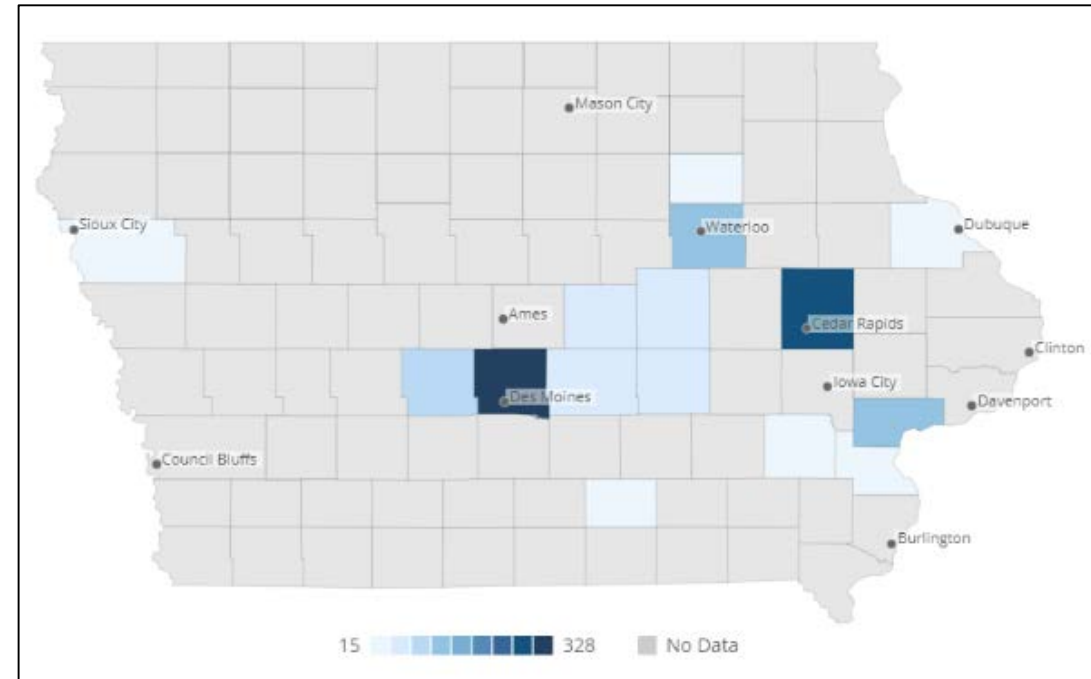 Mason City
Sioux City
Waterloo
Dubuque
Ames
Cedar Rapids
Clinton
Des Moines
Iowa City
Davenport
Council Bluffs
Burlington
15 328 No Data